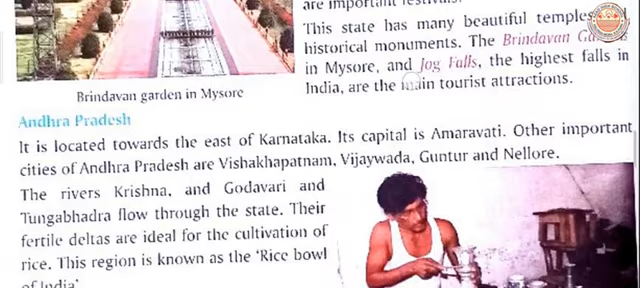 are important festivals.
This state has many beautiful temples
historical monuments. The Brindavan
in Mysore, and Jog Falls, the highest falls in
India, are the main tourist attractions.
Brindavan garden in Mysore
Andhra Pradesh
It is located towards the east of Karnataka. Its capital is Amaravati. Other important
cities of Andhra Pradesh are Vishakhapatnam, Vijaywada, Guntur and Nellore.
The rivers Krishna, and Godavari and
Tungabhadra flow through the state. Their
fertile deltas are ideal for the cultivation of
rice. This region is known as the 'Rice bowl
of India'